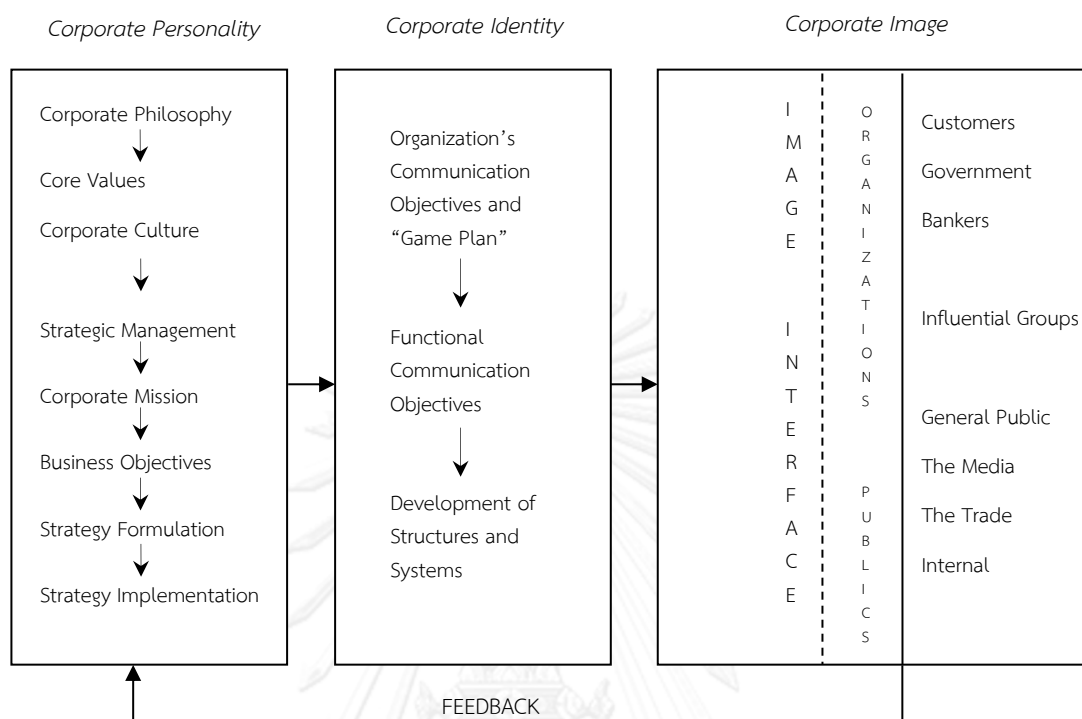 Corporate Personality
Corporate Identity
Corporate Image
Corporate Philosophy
Core Values
Corporate Culture
Strategic Management
Corporate Mission
Business Objectives
Strategy Formulation
Strategy Implementation
Organization's
Communication
Objectives and
“Game Plan”
Functional
Communication
Objectives
Development of
Structures and
Systems
IMAGE INTERFACE
ORGANIZATIONS PUBLICS
Customers
Government
Bankers
Influential Groups
General Public
The Media
The Trade
Internal
FEEDBACK